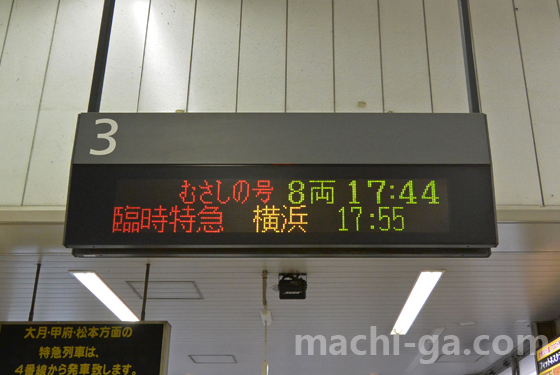 3
むさしの号 8両 17:44
臨時特急 横浜 17:55
大月・甲府・松本方面の
特急列車は、
4番線から発車致します。
machi-ga.com